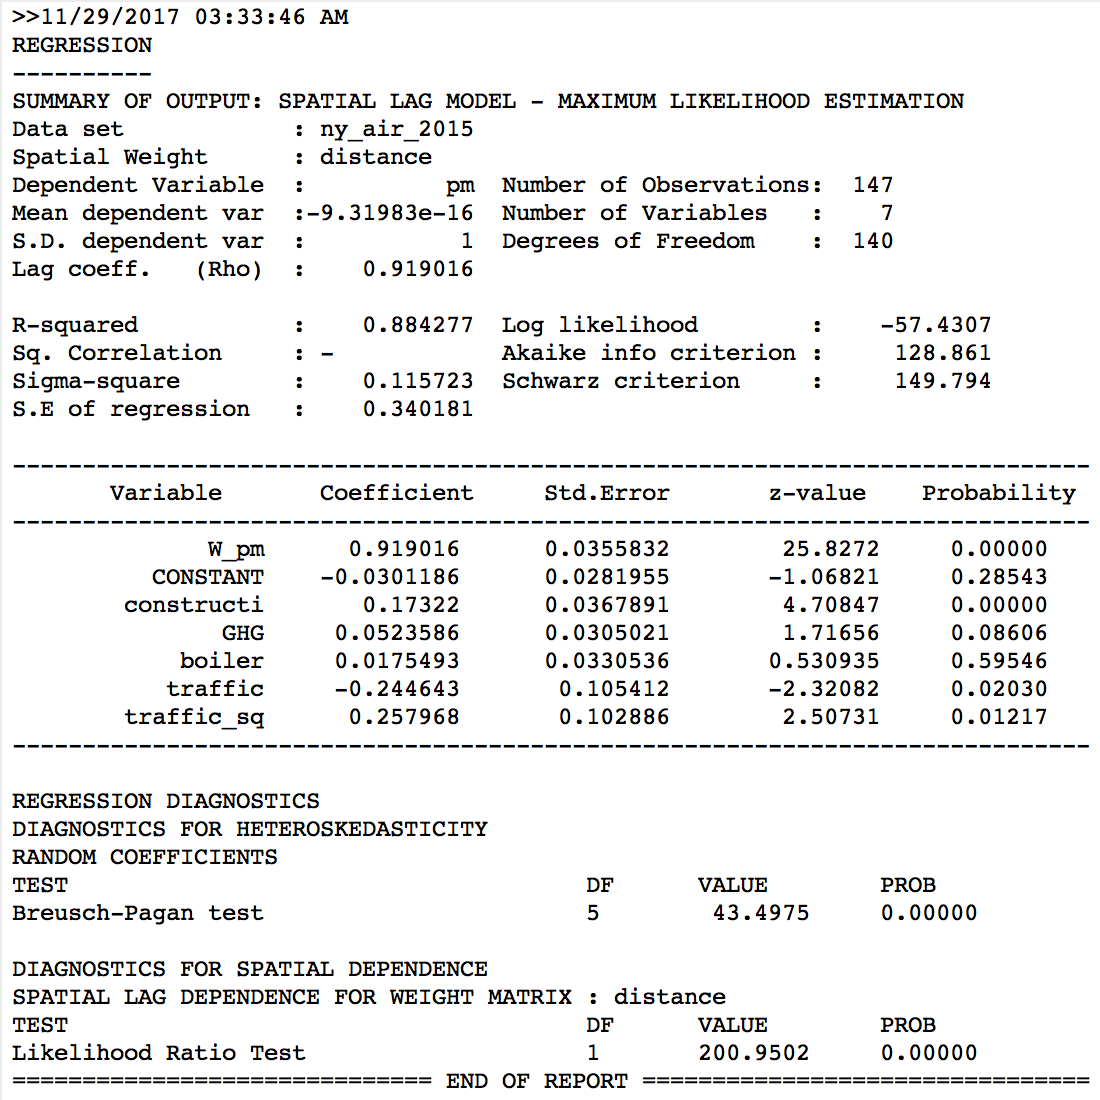 >>11/29/2017 03:33:46 AM
REGRESSION
----------
SUMMARY OF OUTPUT: SPATIAL LAG MODEL - MAXIMUM LIKELIHOOD ESTIMATION
Data set            : ny_air_2015
Spatial Weight      : distance
Dependent Variable  :          pm  Number of Observations:  147
Mean dependent var  :-9.31983e-16  Number of Variables   :    7
S.D. dependent var  :           1  Degrees of Freedom    :  140
Lag coeff.   (Rho)  :    0.919016

R-squared           :    0.884277  Log likelihood        :    -57.4307
Sq. Correlation     : -            Akaike info criterion :     128.861
Sigma-square        :    0.115723  Schwarz criterion     :     149.794
S.E of regression   :    0.340181

-----------------------------------------------------------------------------
       Variable       Coefficient     Std.Error       z-value    Probability
-----------------------------------------------------------------------------
              W_pm      0.919016      0.0355832        25.8272     0.00000
          CONSTANT    -0.0301186      0.0281955       -1.06821     0.28543
        constructi       0.17322      0.0367891        4.70847     0.00000
               GHG     0.0523586      0.0305021        1.71656     0.08606
            boiler     0.0175493      0.0330536       0.530935     0.59546
           traffic     -0.244643       0.105412       -2.32082     0.02030
        traffic_sq      0.257968       0.102886        2.50731     0.01217
-----------------------------------------------------------------------------

REGRESSION DIAGNOSTICS
DIAGNOSTICS FOR HETEROSKEDASTICITY
RANDOM COEFFICIENTS
TEST                                     DF      VALUE        PROB
Breusch-Pagan test                       5        43.4975     0.00000

DIAGNOSTICS FOR SPATIAL DEPENDENCE
SPATIAL LAG DEPENDENCE FOR WEIGHT MATRIX : distance
TEST                                     DF      VALUE        PROB
Likelihood Ratio Test                    1       200.9502     0.00000
============================== END OF REPORT ================================